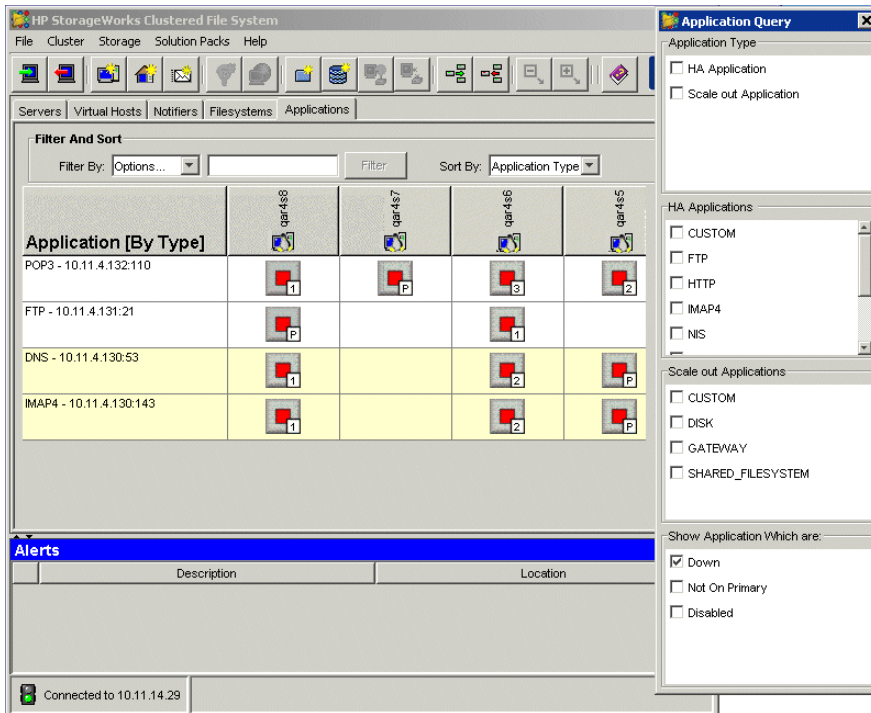 HP StorageWorks Clustered File System
File Cluster Storage Solution Packs Help
Servers Virtual Hosts Notifiers Filesystems Applications
Filter And Sort
Filter By: Options... Filter Sort By: Application Type
Application [By Type] qar4s8 qar4s7 qar4s6 qar4s5
POP3 - 10.11.4.132:110 1 P 3 2
FTP - 10.11.4.131:21 P 1
DNS - 10.11.4.130:53 1 2 P
IMAP4 - 10.11.4.130:143 1 2 P
Alerts
Description Location
Connected to 10.11.14.29
Application Query
Application Type
HA Application
Scale out Application
HA Applications
CUSTOM
FTP
HTTP
IMAP4
NIS
Scale out Applications
CUSTOM
DISK
GATEWAY
SHARED_FILESYSTEM
Show Application Which are:
Down
Not On Primary
Disabled